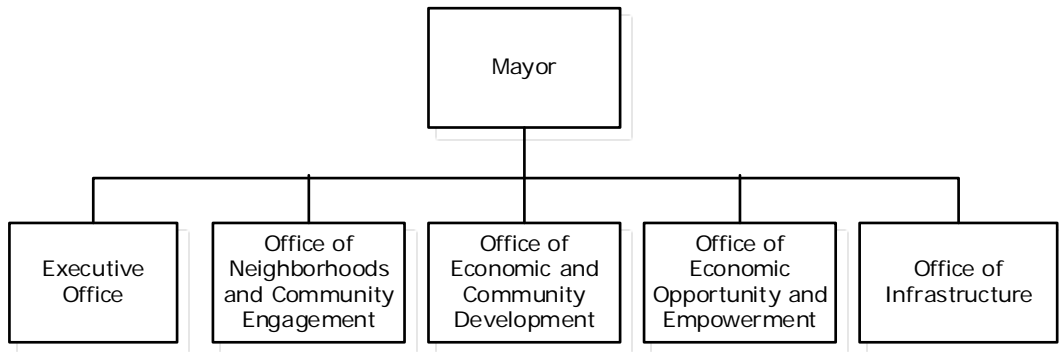 Mayor
Executive
Office
Office of
Neighborhoods
and Community
Engagement
Office of
Economic and
Community
Development
Office of
Economic
Opportunity and
Empowerment
Office of
Infrastructure